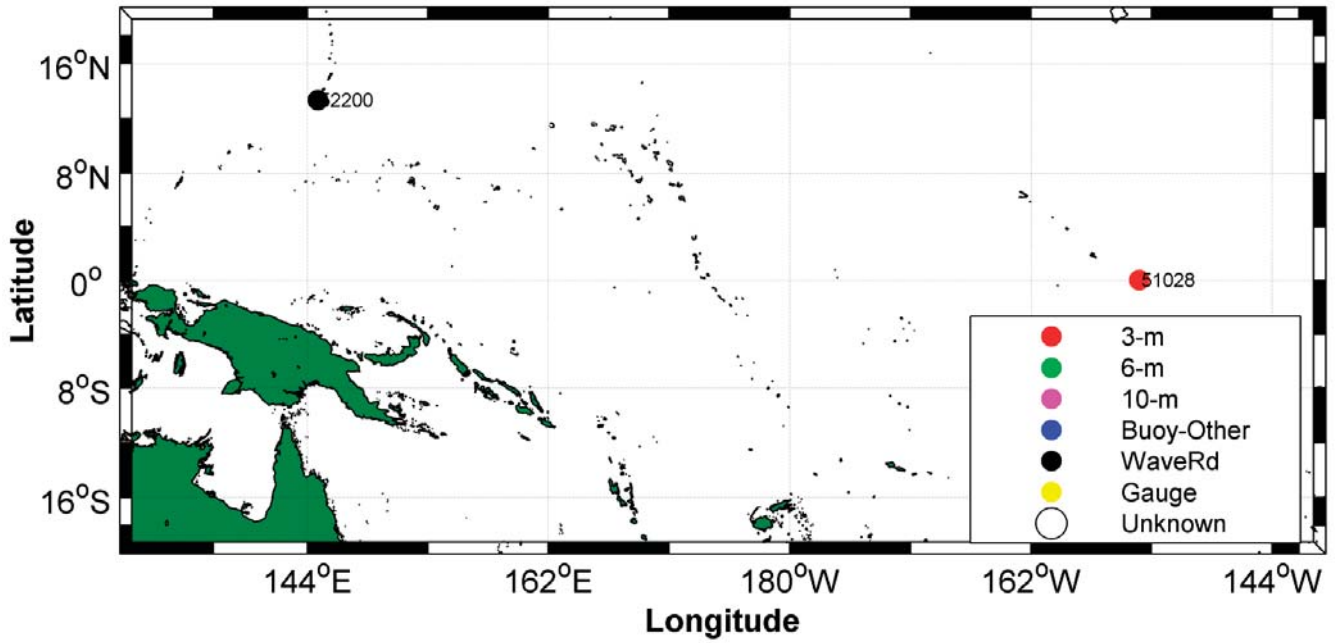 16°N
8°N
0°
8°S
16°S
Latitude
2200
51028
3-m
6-m
10-m
Buoy-Other
WaveRd
Gauge
Unknown
144°E
162°E
180°W
162°W
144°W
Longitude